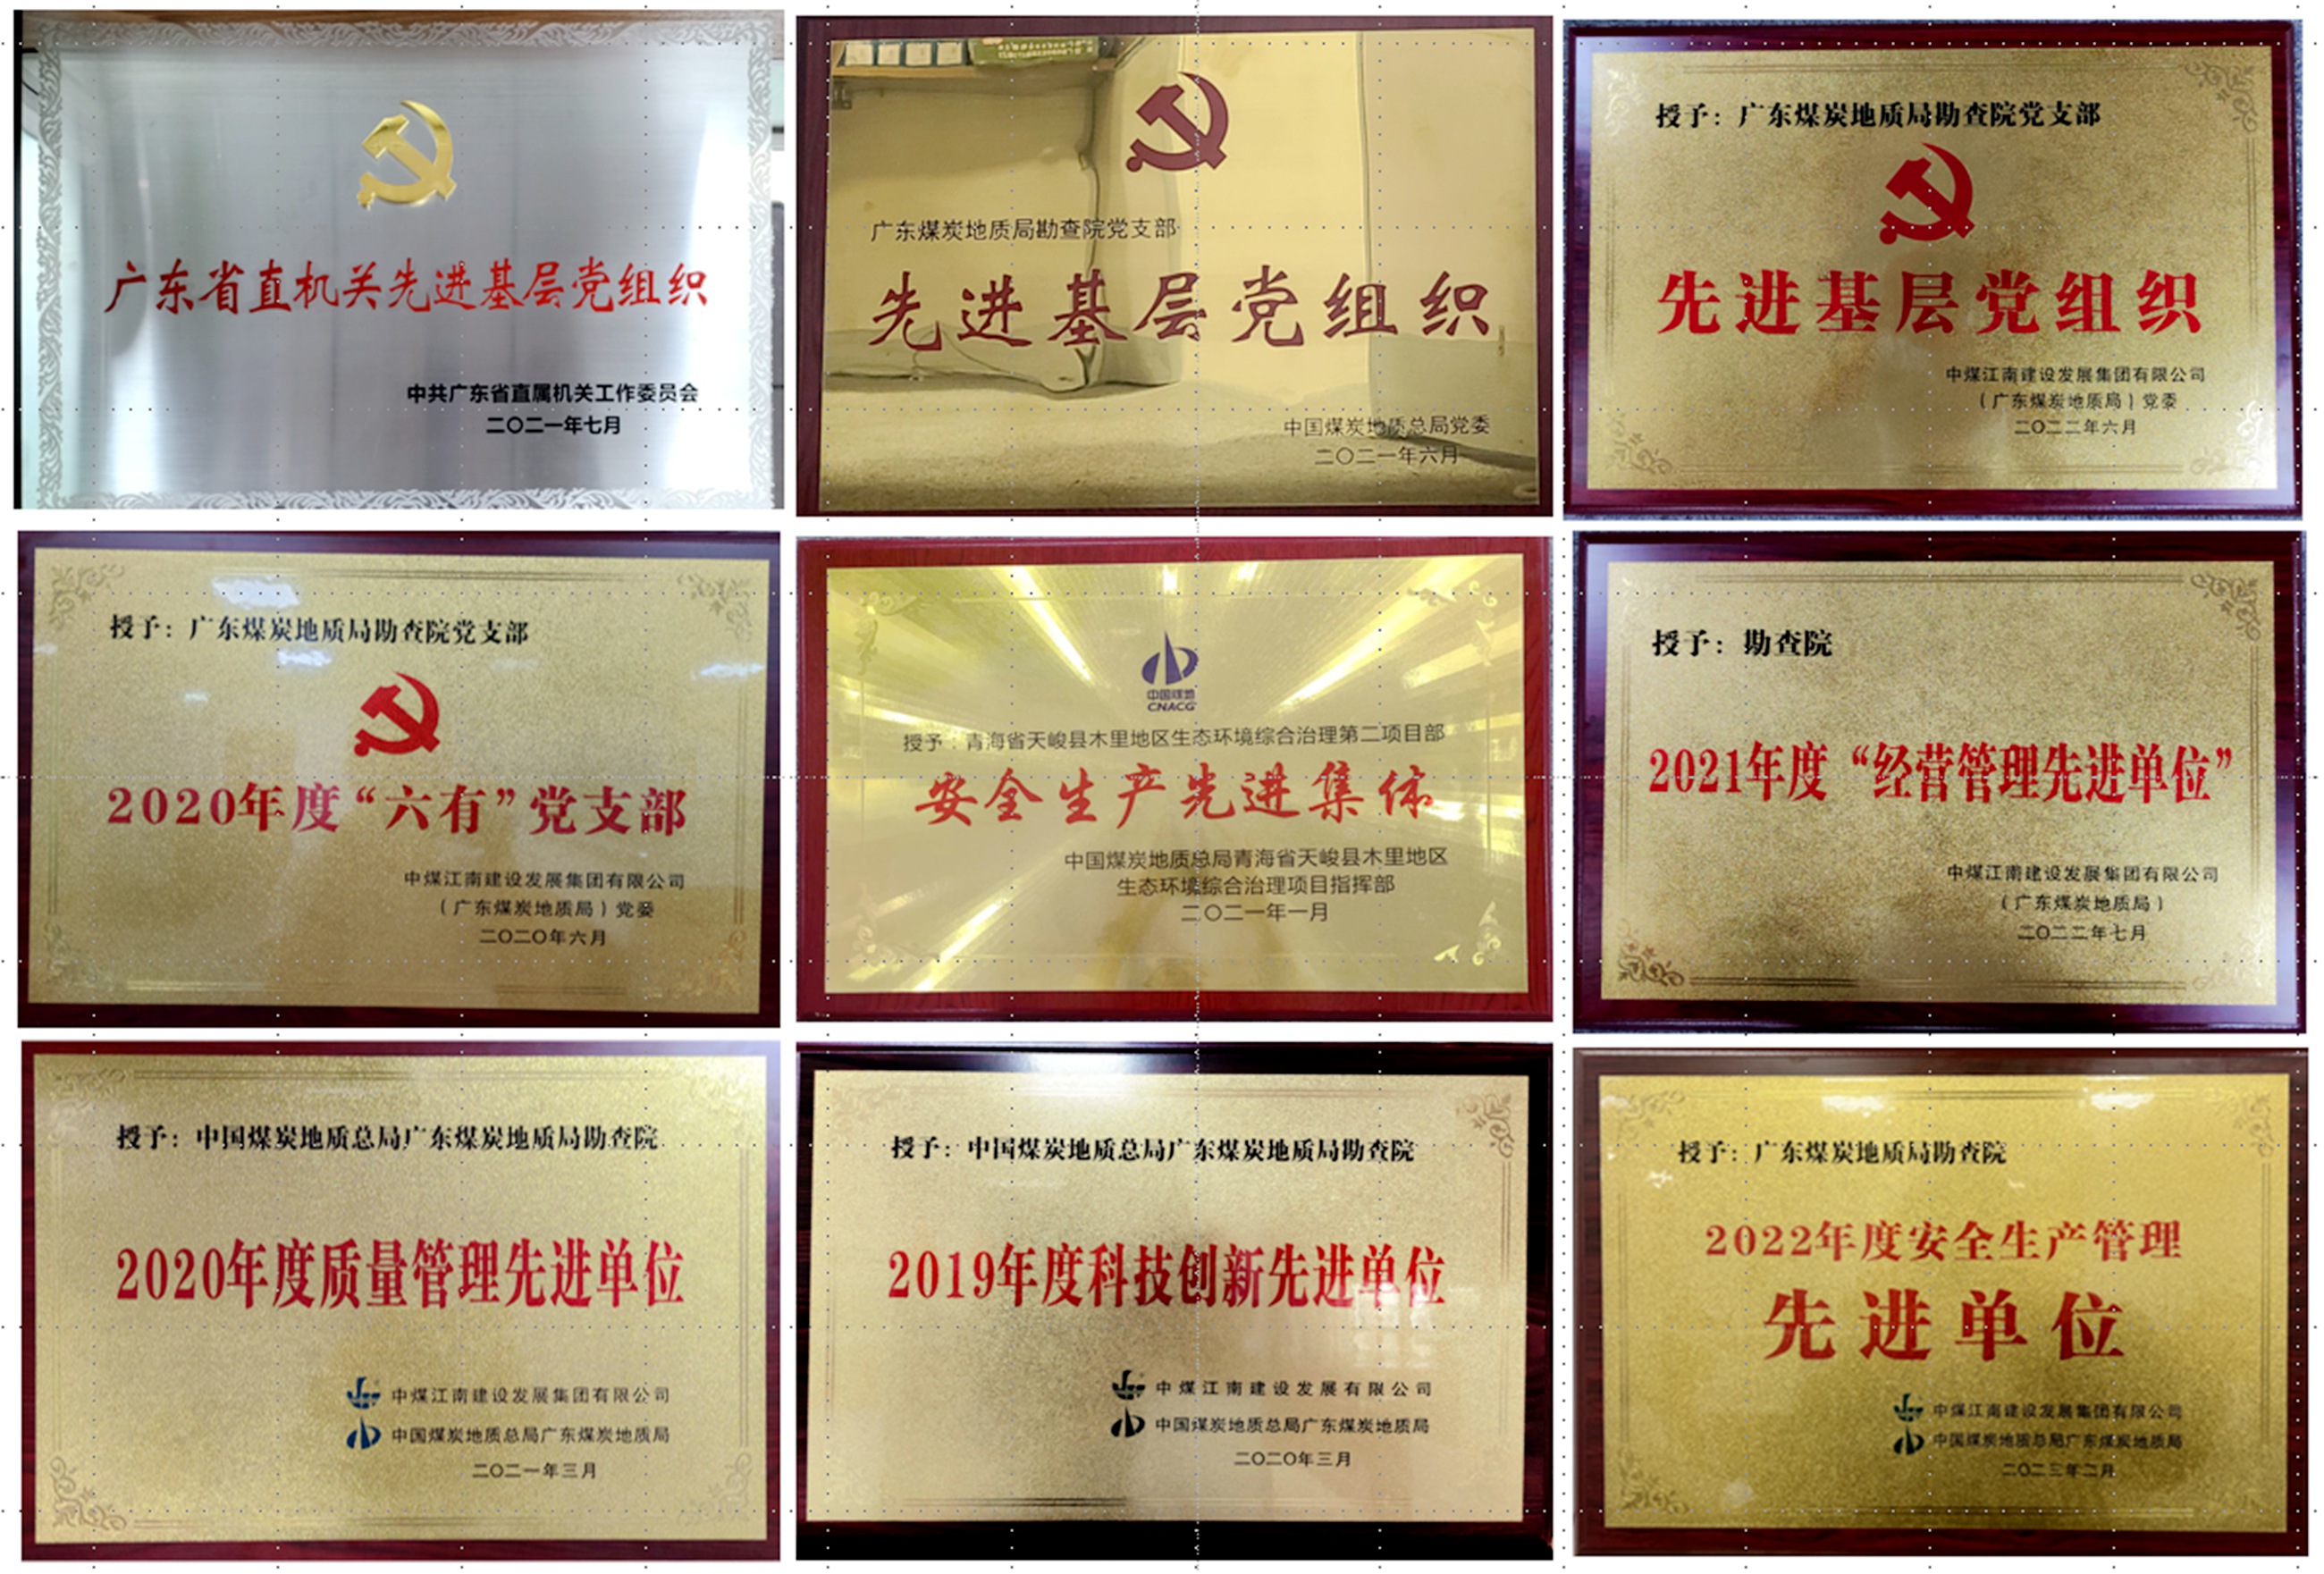 广东省直机关先进基层党组织
中共广东省直属机关工作委员会
二〇二一年七月
广东煤炭地质局勘查院党支部
先进基层党组织
中国煤炭地质总局党委
二〇二一年六月
授予：广东煤炭地质局勘查院党支部
先进基层党组织
中煤江南建设发展集团有限公司
（广东煤炭地质局）党委
二〇二二年六月
授予：广东煤炭地质局勘查院党支部
2020年度“六有”党支部
中煤江南建设发展集团有限公司
（广东煤炭地质局）党委
二〇二〇年六月
中国煤地
CNACG
授予：青海省天峻县木里地区生态环境综合治理第二项目部
安全生产先进集体
中国煤炭地质总局青海省天峻县木里地区
生态环境综合治理项目指挥部
二〇二一年一月
授予：勘查院
2021年度“经营管理先进单位”
中煤江南建设发展集团有限公司
（广东煤炭地质局）
二〇二二年七月
授予：中国煤炭地质总局广东煤炭地质局勘查院
2020年度质量管理先进单位
中煤江南建设发展集团有限公司
中国煤炭地质总局广东煤炭地质局
二〇二一年三月
授予：中国煤炭地质总局广东煤炭地质局勘查院
2019年度科技创新先进单位
中煤江南建设发展有限公司
中国煤炭地质总局广东煤炭地质局
二〇二〇年三月
授予：广东煤炭地质局勘查院
2022年度安全生产管理
先进单位
中煤江南建设发展集团有限公司
中国煤炭地质总局广东煤炭地质局
二〇二三年二月